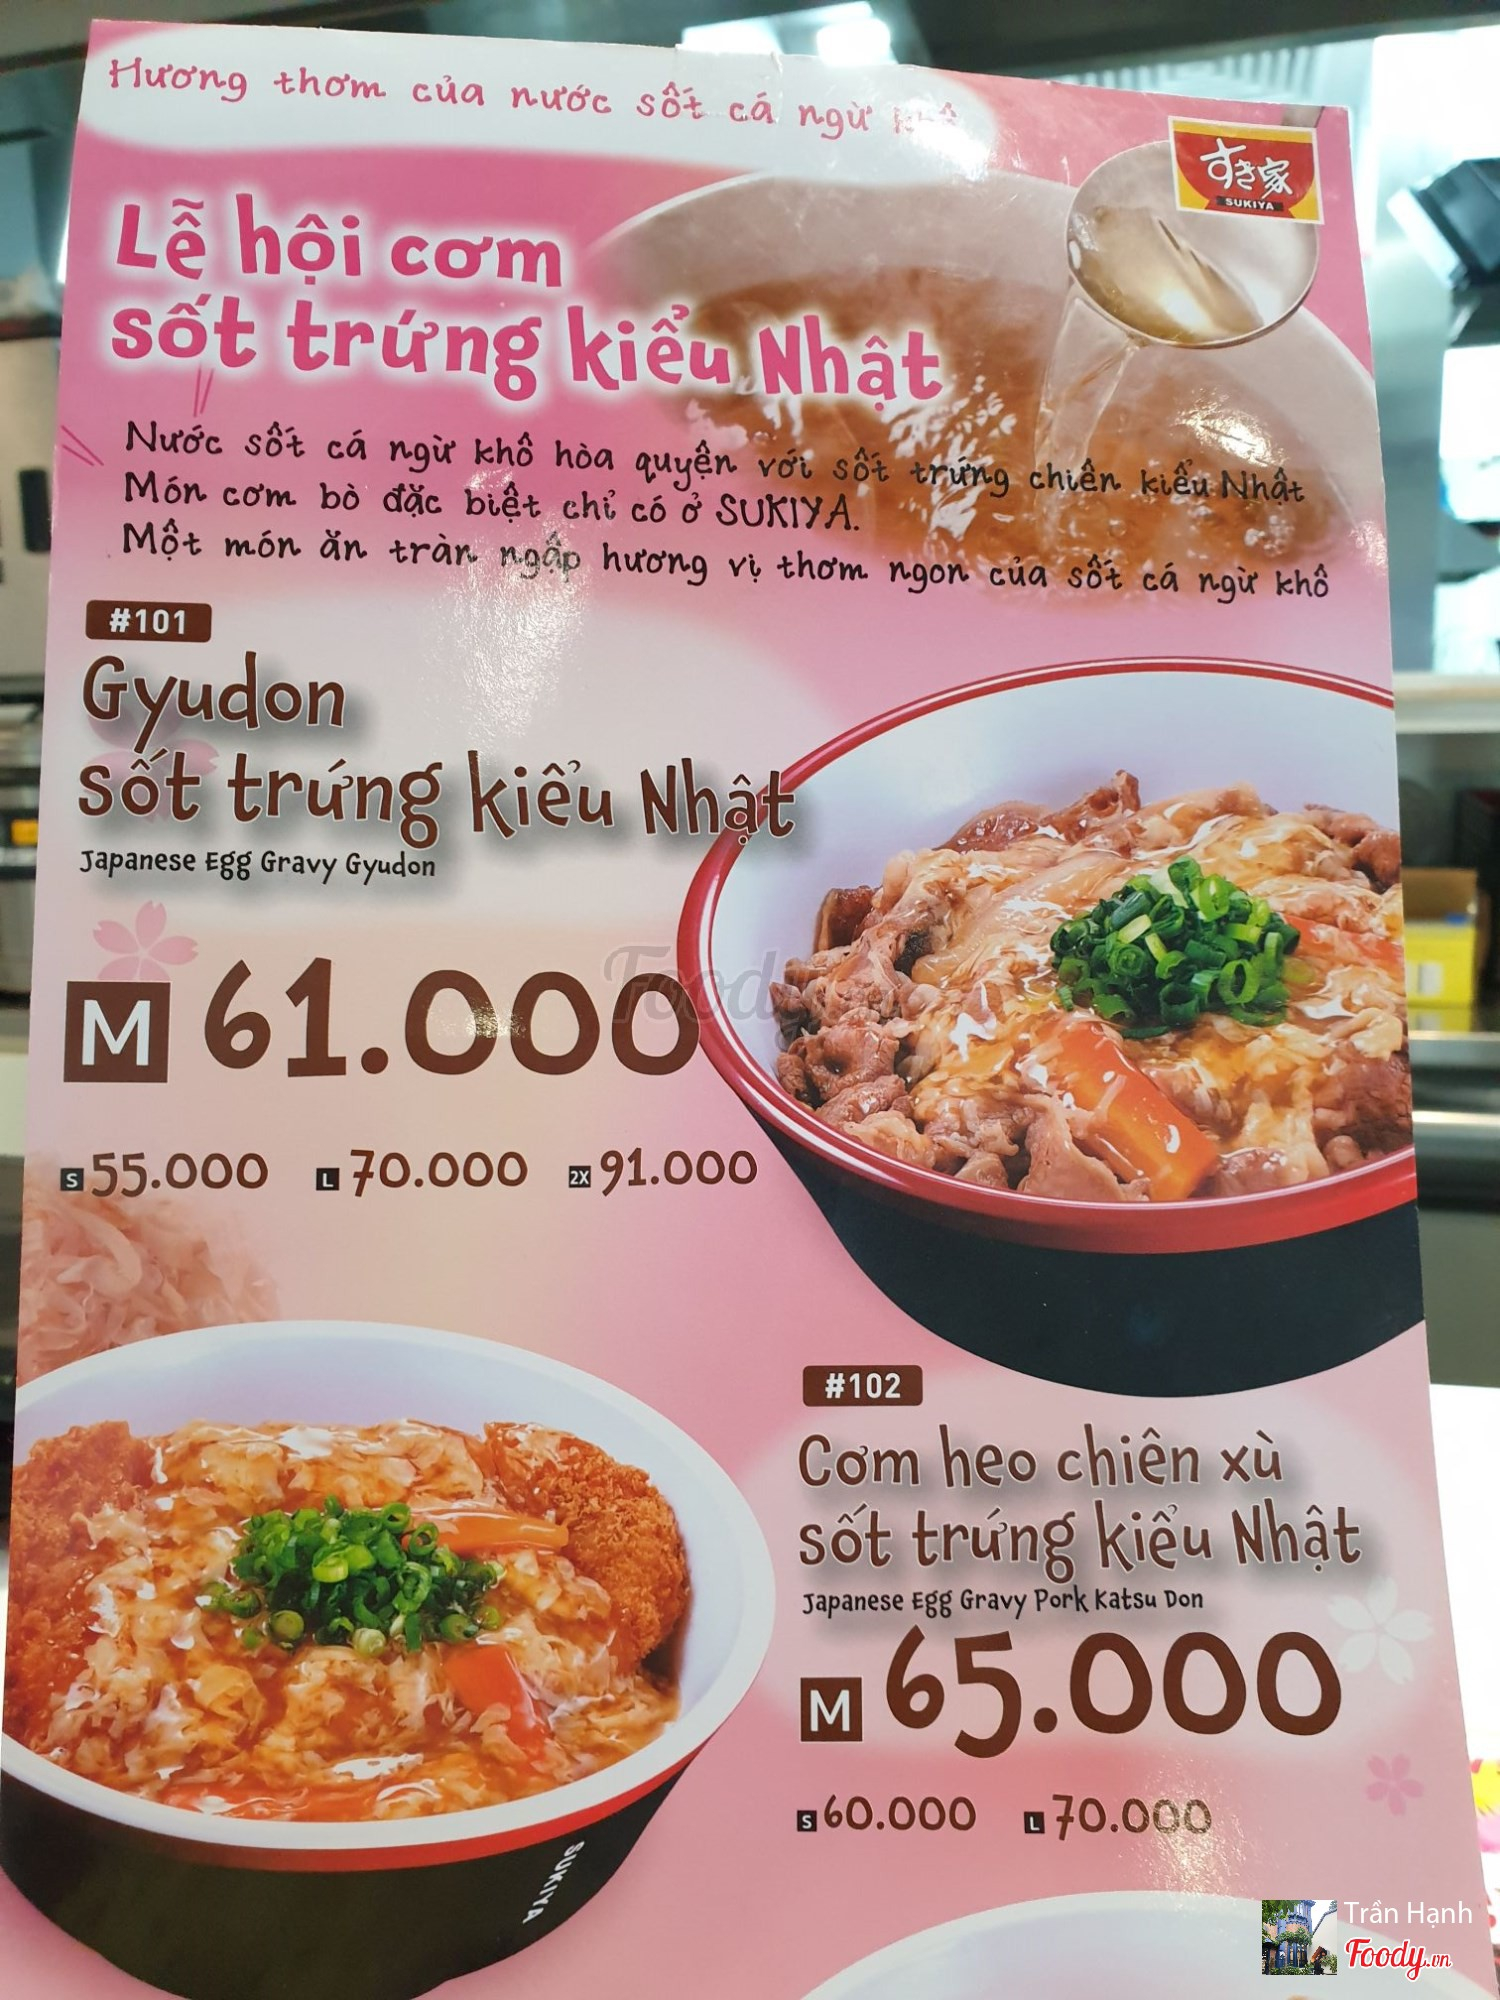 Hương thơm của nước sốt cá ngừ khô
すき家
SUKIYA
Lễ hội cơm
sốt trứng kiểu Nhật
Nước sốt cá ngừ khô hòa quyện với sốt trứng chiên kiểu Nhật
Món cơm bò đặc biệt chỉ có ở SUKIYA.
Một món ăn tràn ngập hương vị thơm ngon của sốt cá ngừ khô
#101
Gyudon
sốt trứng kiểu Nhật
Japanese Egg Gravy Gyudon
M 61.000
S 55.000 L 70.000 2X 91.000
#102
Cơm heo chiên xù
sốt trứng kiểu Nhật
Japanese Egg Gravy Pork Katsu Don
M 65.000
S 60.000 L 70.000
SUKIYA
Trần Hạnh
Foody.vn